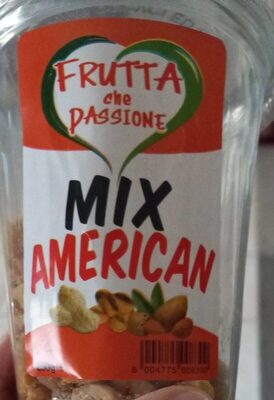 FRUTTA
che
PASSIONE
MIX
AMERICAN